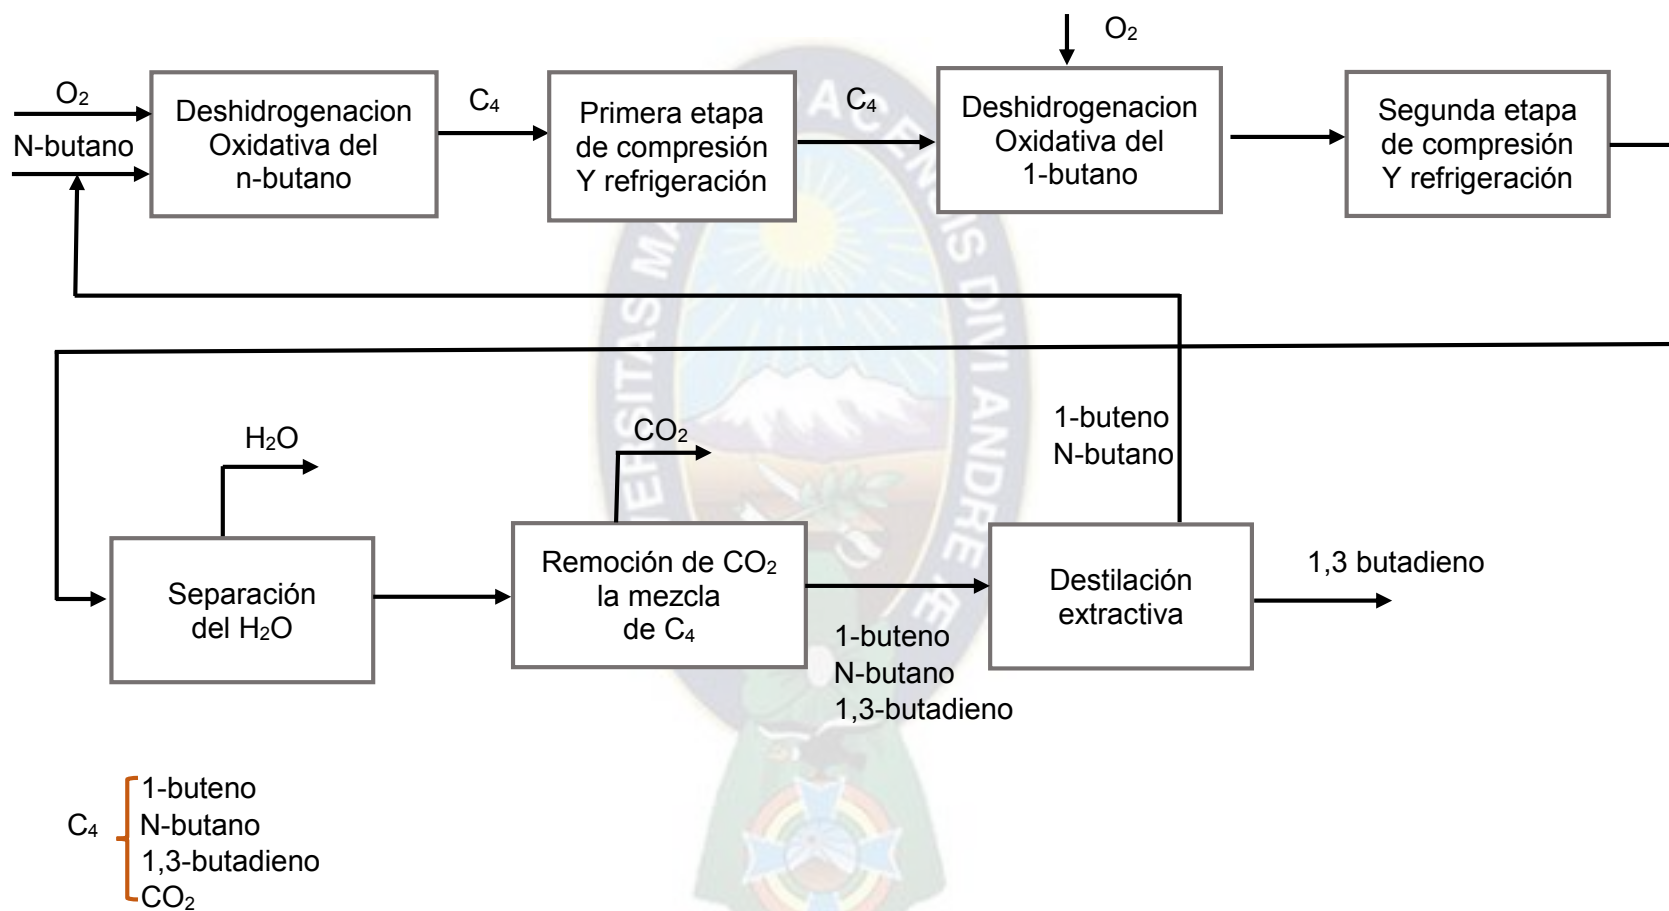 O₂
O₂
N-butano
Deshidrogenacion
Oxidativa del
n-butano
C₄
Primera etapa
de compresión
Y refrigeración
C₄
Deshidrogenacion
Oxidativa del
1-butano
Segunda etapa
de compresión
Y refrigeración
1-buteno
N-butano
H₂O
CO₂
Separación
del H₂O
Remoción de CO₂
la mezcla
de C₄
1-buteno
N-butano
1,3-butadieno
Destilación
extractiva
1,3 butadieno
C₄
1-buteno
N-butano
1,3-butadieno
CO₂